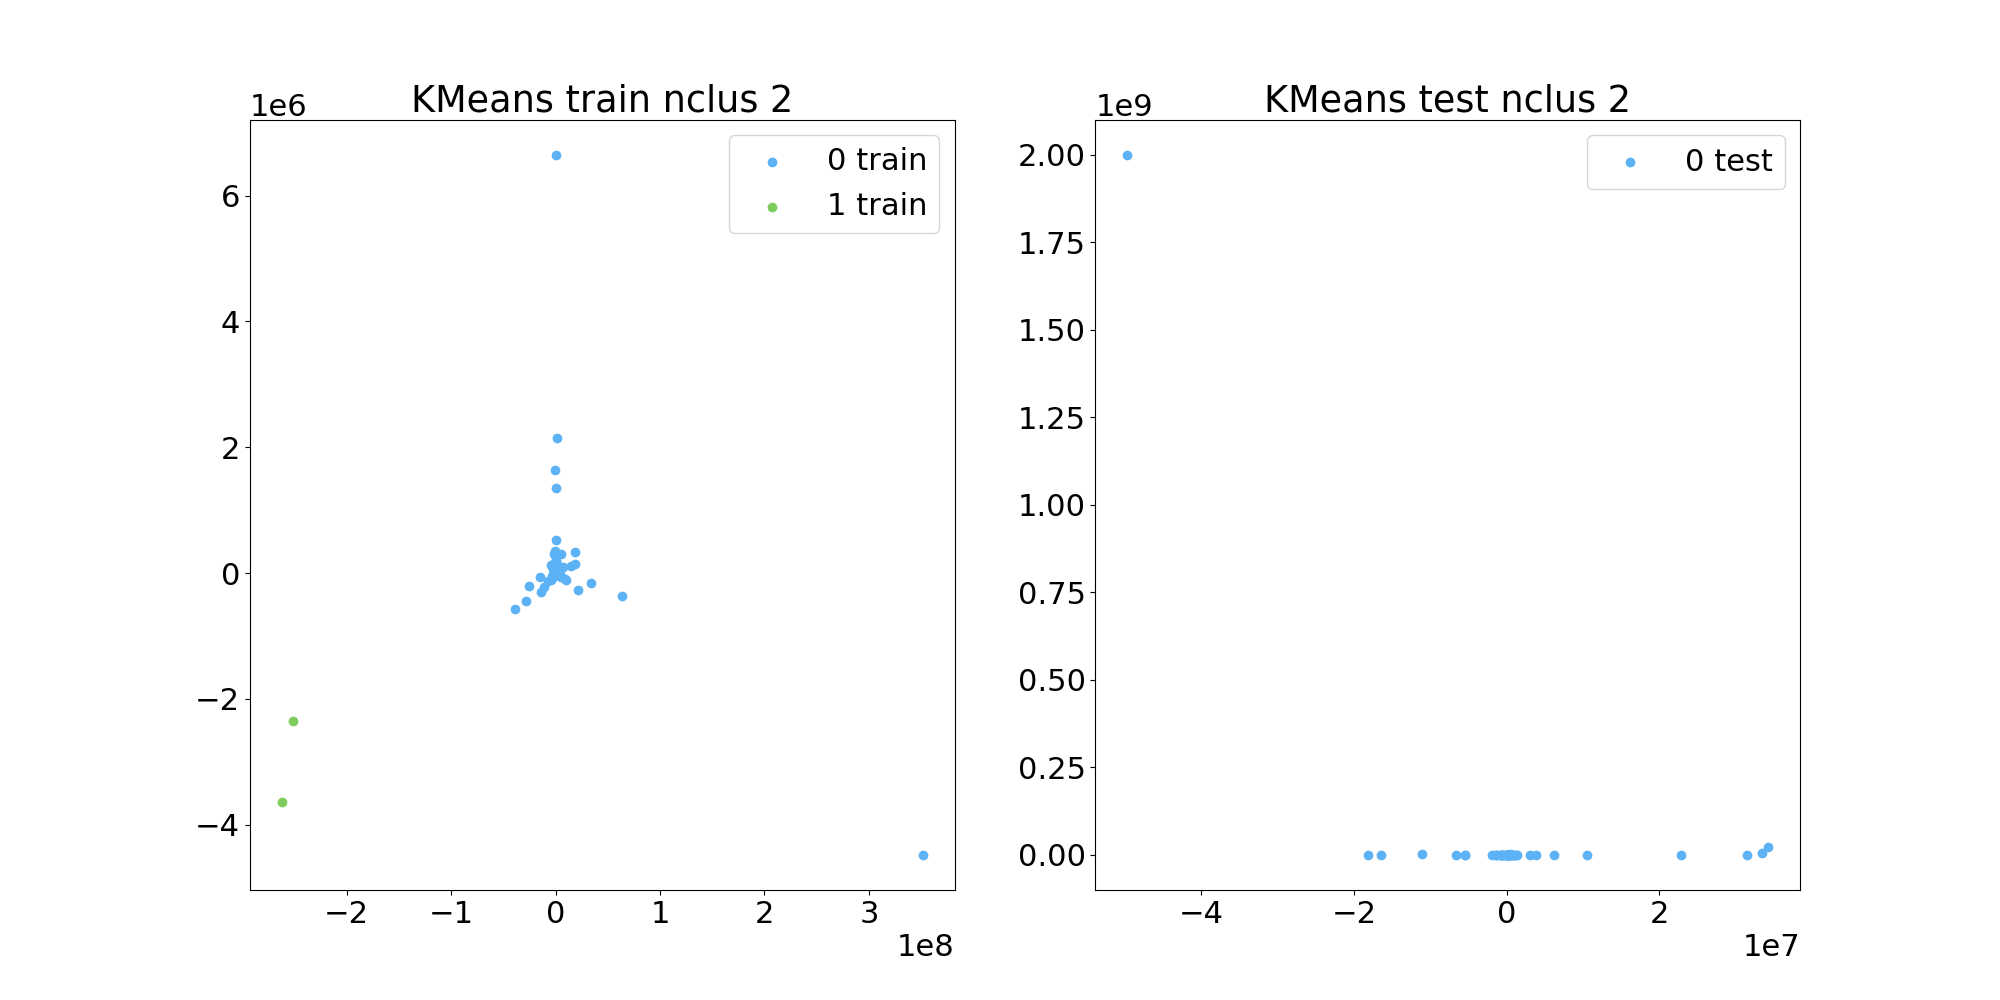 KMeans train nclus 2
1e6
0 train
1 train
6
4
2
0
−2
−4
−2 −1 0 1 2 3
1e8
KMeans test nclus 2
1e9
0 test
2.00
1.75
1.50
1.25
1.00
0.75
0.50
0.25
0.00
−4 −2 0 2
1e7